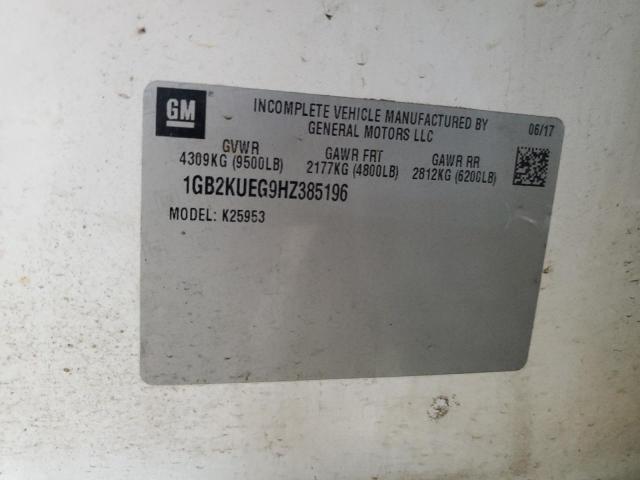 GM
INCOMPLETE VEHICLE MANUFACTURED BY
GENERAL MOTORS LLC
06/17
GVWR GAWR FRT GAWR RR
4309KG (9500LB) 2177KG (4800LB) 2812KG (6200LB)
1GB2KUEG9HZ385196
MODEL: K25953